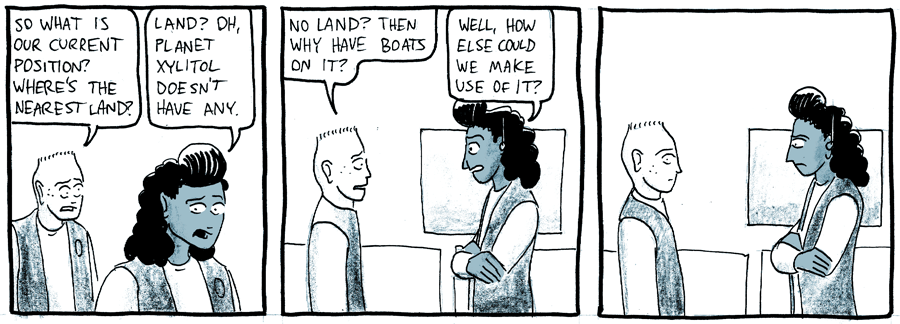 SO WHAT IS
OUR CURRENT
POSITION?
WHERE'S THE
NEAREST LAND?
LAND? OH,
PLANET
XYLITOL
DOESN'T
HAVE ANY.
NO LAND? THEN
WHY HAVE BOATS
ON IT?
WELL, HOW
ELSE COULD
WE MAKE
USE OF IT?